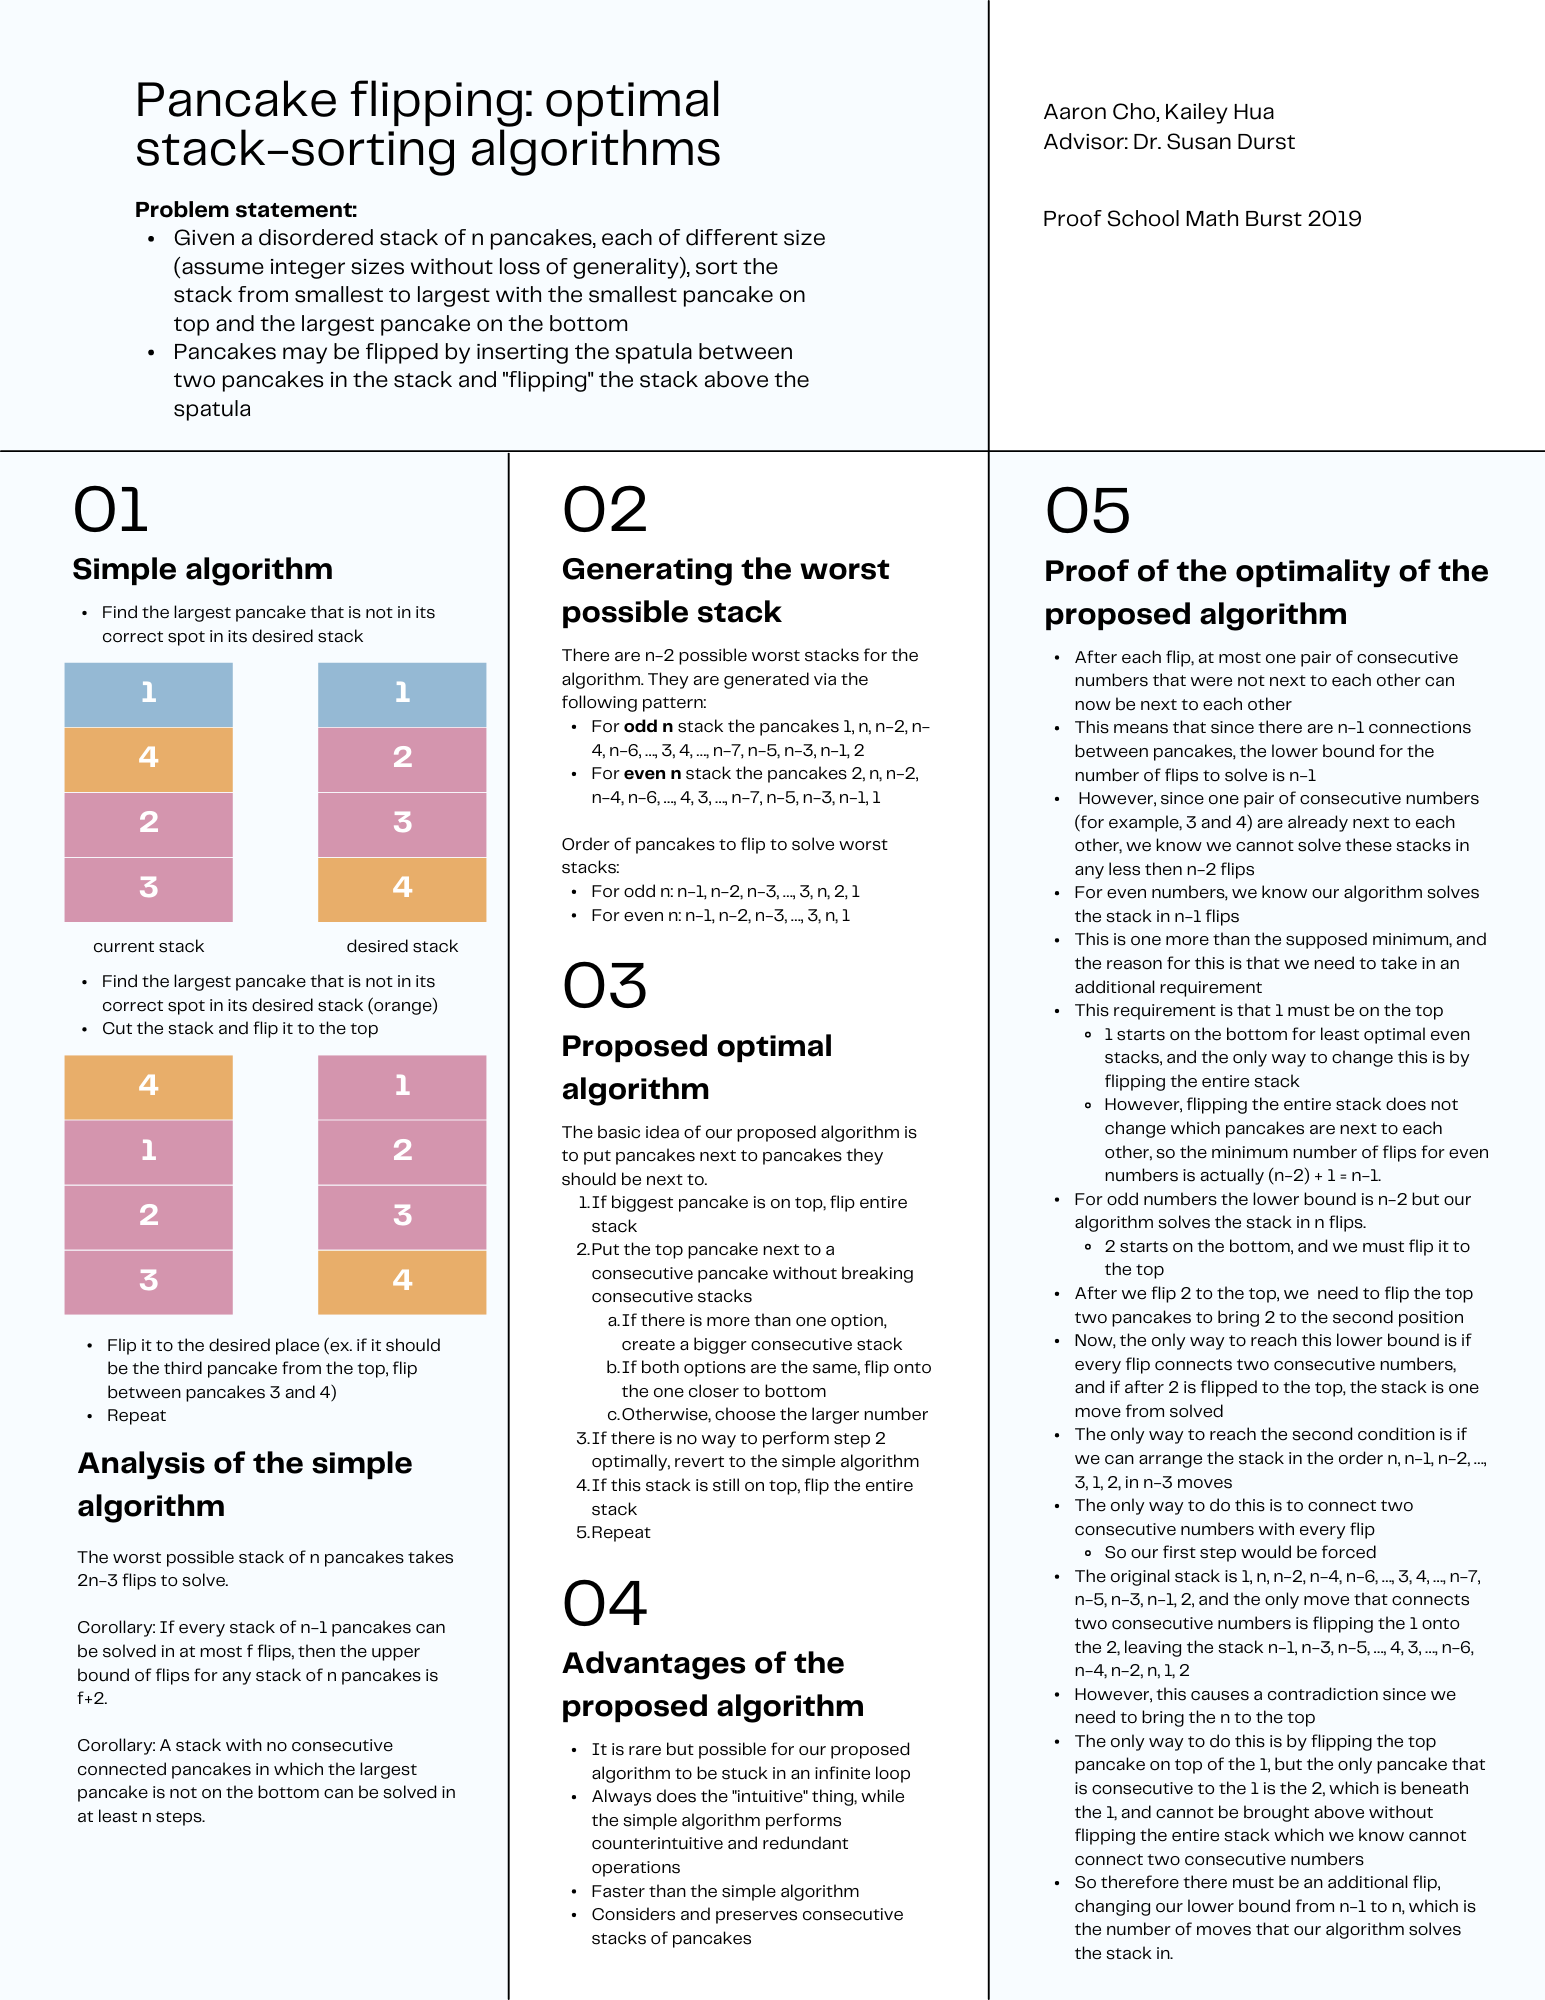 Pancake flipping: optimal
stack-sorting algorithms
Problem statement:
• Given a disordered stack of n pancakes, each of different size
(assume integer sizes without loss of generality), sort the
stack from smallest to largest with the smallest pancake on
top and the largest pancake on the bottom
• Pancakes may be flipped by inserting the spatula between
two pancakes in the stack and "flipping" the stack above the
spatula
Aaron Cho, Kailey Hua
Advisor: Dr. Susan Durst
Proof School Math Burst 2019
01
Simple algorithm
• Find the largest pancake that is not in its
correct spot in its desired stack
1 1
4 2
2 3
3 4
current stack desired stack
• Find the largest pancake that is not in its
correct spot in its desired stack (orange)
• Cut the stack and flip it to the top
4 1
1 2
2 3
3 4
• Flip it to the desired place (ex. if it should
be the third pancake from the top, flip
between pancakes 3 and 4)
• Repeat
Analysis of the simple
algorithm
The worst possible stack of n pancakes takes
2n-3 flips to solve.
Corollary: If every stack of n-1 pancakes can
be solved in at most f flips, then the upper
bound of flips for any stack of n pancakes is
f+2.
Corollary: A stack with no consecutive
connected pancakes in which the largest
pancake is not on the bottom can be solved in
at least n steps.
02
Generating the worst
possible stack
There are n-2 possible worst stacks for the
algorithm. They are generated via the
following pattern:
• For odd n stack the pancakes 1, n, n-2, n-
4, n-6, ..., 3, 4, ..., n-7, n-5, n-3, n-1, 2
• For even n stack the pancakes 2, n, n-2,
n-4, n-6, ..., 4, 3, ..., n-7, n-5, n-3, n-1, 1
Order of pancakes to flip to solve worst
stacks:
• For odd n: n-1, n-2, n-3, ..., 3, n, 2, 1
• For even n: n-1, n-2, n-3, ..., 3, n, 1
03
Proposed optimal
algorithm
The basic idea of our proposed algorithm is
to put pancakes next to pancakes they
should be next to.
1. If biggest pancake is on top, flip entire
stack
2. Put the top pancake next to a
consecutive pancake without breaking
consecutive stacks
a. If there is more than one option,
create a bigger consecutive stack
b. If both options are the same, flip onto
the one closer to bottom
c. Otherwise, choose the larger number
3. If there is no way to perform step 2
optimally, revert to the simple algorithm
4. If this stack is still on top, flip the entire
stack
5. Repeat
04
Advantages of the
proposed algorithm
• It is rare but possible for our proposed
algorithm to be stuck in an infinite loop
• Always does the "intuitive" thing, while
the simple algorithm performs
counterintuitive and redundant
operations
• Faster than the simple algorithm
• Considers and preserves consecutive
stacks of pancakes
05
Proof of the optimality of the
proposed algorithm
• After each flip, at most one pair of consecutive
numbers that were not next to each other can
now be next to each other
• This means that since there are n-1 connections
between pancakes, the lower bound for the
number of flips to solve is n-1
• However, since one pair of consecutive numbers
(for example, 3 and 4) are already next to each
other, we know we cannot solve these stacks in
any less then n-2 flips
• For even numbers, we know our algorithm solves
the stack in n-1 flips
• This is one more than the supposed minimum, and
the reason for this is that we need to take in an
additional requirement
• This requirement is that 1 must be on the top
◦ 1 starts on the bottom for least optimal even
stacks, and the only way to change this is by
flipping the entire stack
◦ However, flipping the entire stack does not
change which pancakes are next to each
other, so the minimum number of flips for even
numbers is actually (n-2) + 1 = n-1.
• For odd numbers the lower bound is n-2 but our
algorithm solves the stack in n flips.
◦ 2 starts on the bottom, and we must flip it to
the top
• After we flip 2 to the top, we need to flip the top
two pancakes to bring 2 to the second position
• Now, the only way to reach this lower bound is if
every flip connects two consecutive numbers,
and if after 2 is flipped to the top, the stack is one
move from solved
• The only way to reach the second condition is if
we can arrange the stack in the order n, n-1, n-2, ...,
3, 1, 2, in n-3 moves
• The only way to do this is to connect two
consecutive numbers with every flip
◦ So our first step would be forced
• The original stack is 1, n, n-2, n-4, n-6, ..., 3, 4, ..., n-7,
n-5, n-3, n-1, 2, and the only move that connects
two consecutive numbers is flipping the 1 onto
the 2, leaving the stack n-1, n-3, n-5, ..., 4, 3, ..., n-6,
n-4, n-2, n, 1, 2
• However, this causes a contradiction since we
need to bring the n to the top
• The only way to do this is by flipping the top
pancake on top of the 1, but the only pancake that
is consecutive to the 1 is the 2, which is beneath
the 1, and cannot be brought above without
flipping the entire stack which we know cannot
connect two consecutive numbers
• So therefore there must be an additional flip,
changing our lower bound from n-1 to n, which is
the number of moves that our algorithm solves
the stack in.